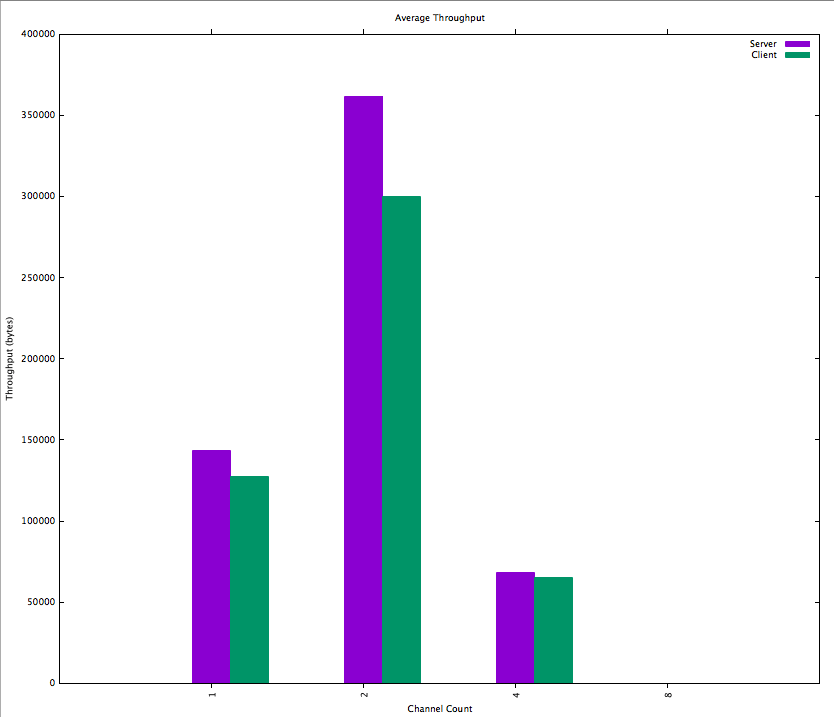 Average Throughput
Server
Client
400000
350000
300000
250000
200000
150000
100000
50000
0
Throughput (bytes)
1
2
4
8
Channel Count